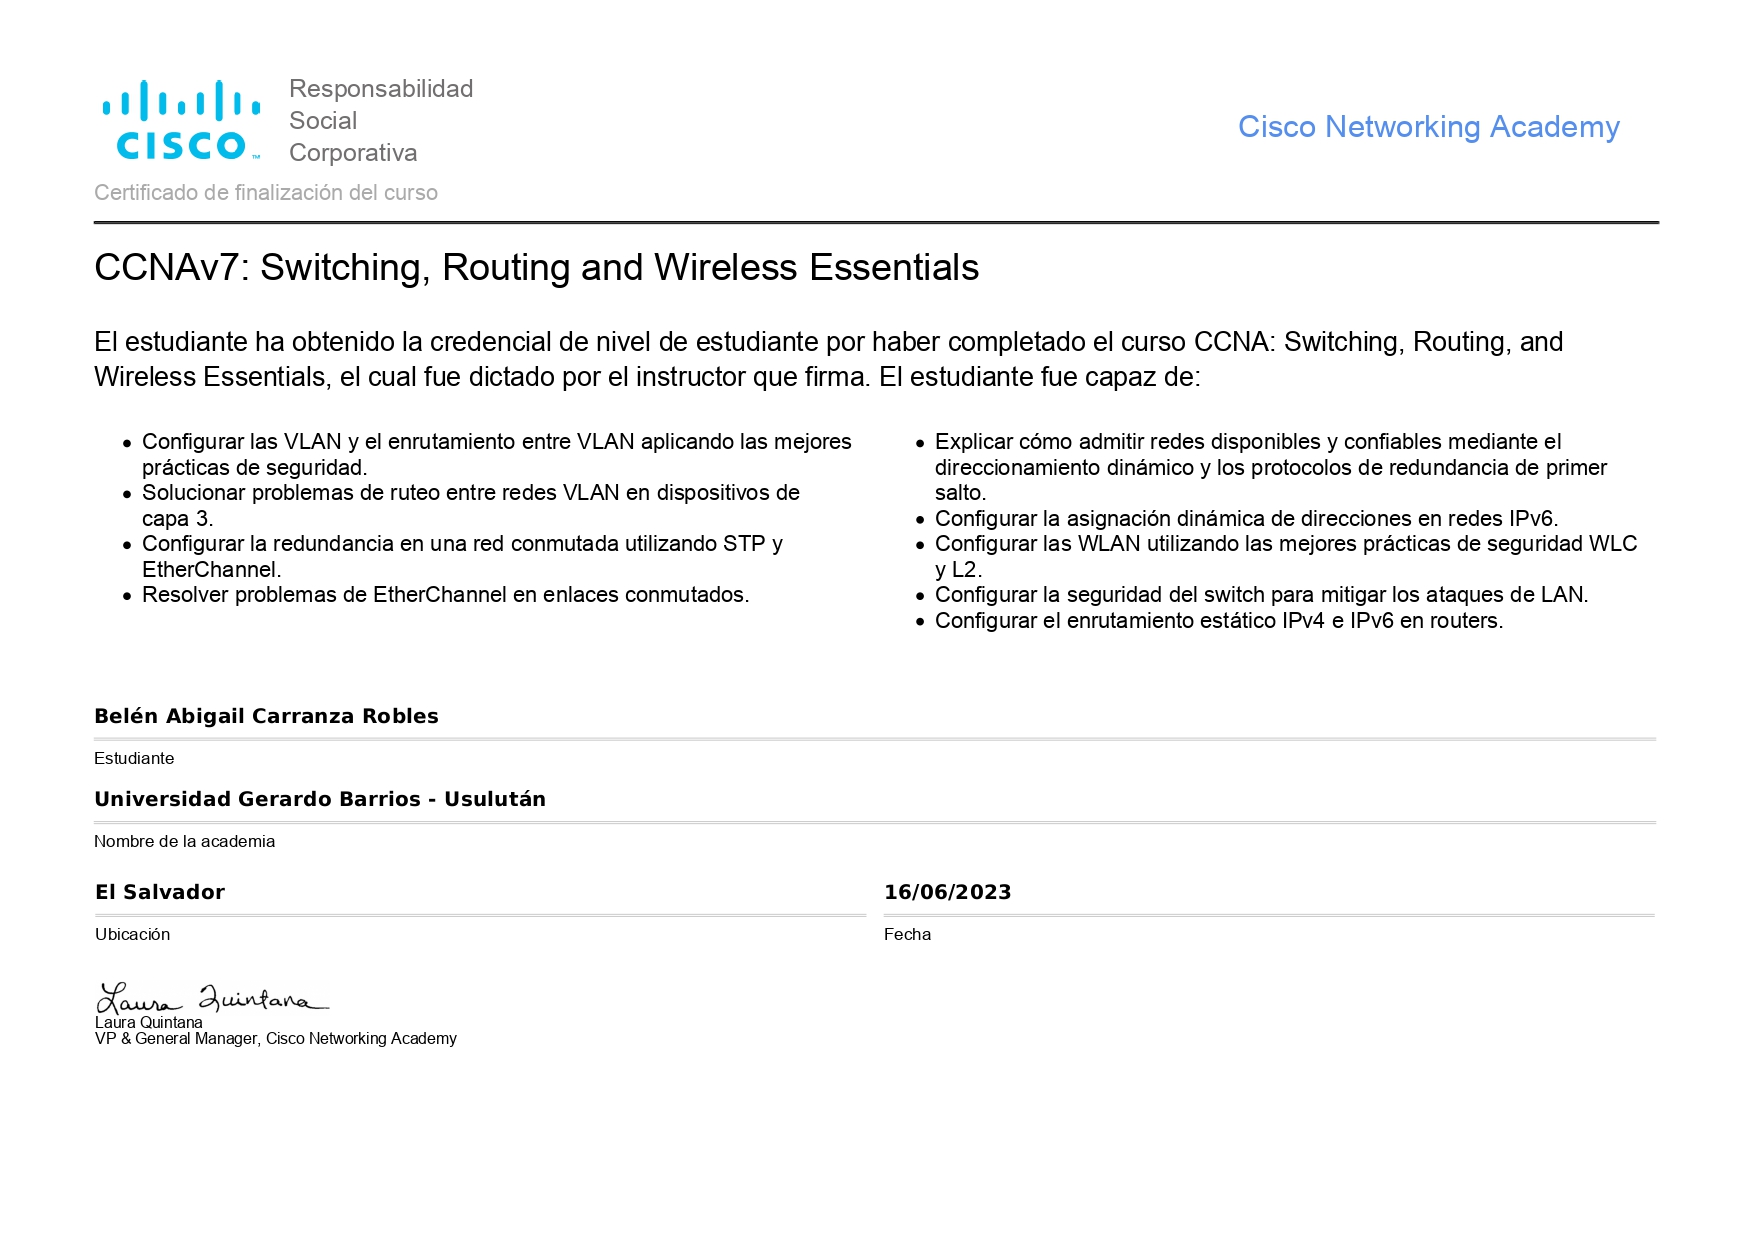 CISCO™
Responsabilidad
Social
Corporativa
Cisco Networking Academy
Certificado de finalización del curso
CCNAv7: Switching, Routing and Wireless Essentials
El estudiante ha obtenido la credencial de nivel de estudiante por haber completado el curso CCNA: Switching, Routing, and
Wireless Essentials, el cual fue dictado por el instructor que firma. El estudiante fue capaz de:
• Configurar las VLAN y el enrutamiento entre VLAN aplicando las mejores
prácticas de seguridad.
• Solucionar problemas de ruteo entre redes VLAN en dispositivos de
capa 3.
• Configurar la redundancia en una red conmutada utilizando STP y
EtherChannel.
• Resolver problemas de EtherChannel en enlaces conmutados.
• Explicar cómo admitir redes disponibles y confiables mediante el
direccionamiento dinámico y los protocolos de redundancia de primer
salto.
• Configurar la asignación dinámica de direcciones en redes IPv6.
• Configurar las WLAN utilizando las mejores prácticas de seguridad WLC
y L2.
• Configurar la seguridad del switch para mitigar los ataques de LAN.
• Configurar el enrutamiento estático IPv4 e IPv6 en routers.
Belén Abigail Carranza Robles
Estudiante
Universidad Gerardo Barrios - Usulután
Nombre de la academia
El Salvador
Ubicación
16/06/2023
Fecha
Laura Quintana
Laura Quintana
VP & General Manager, Cisco Networking Academy